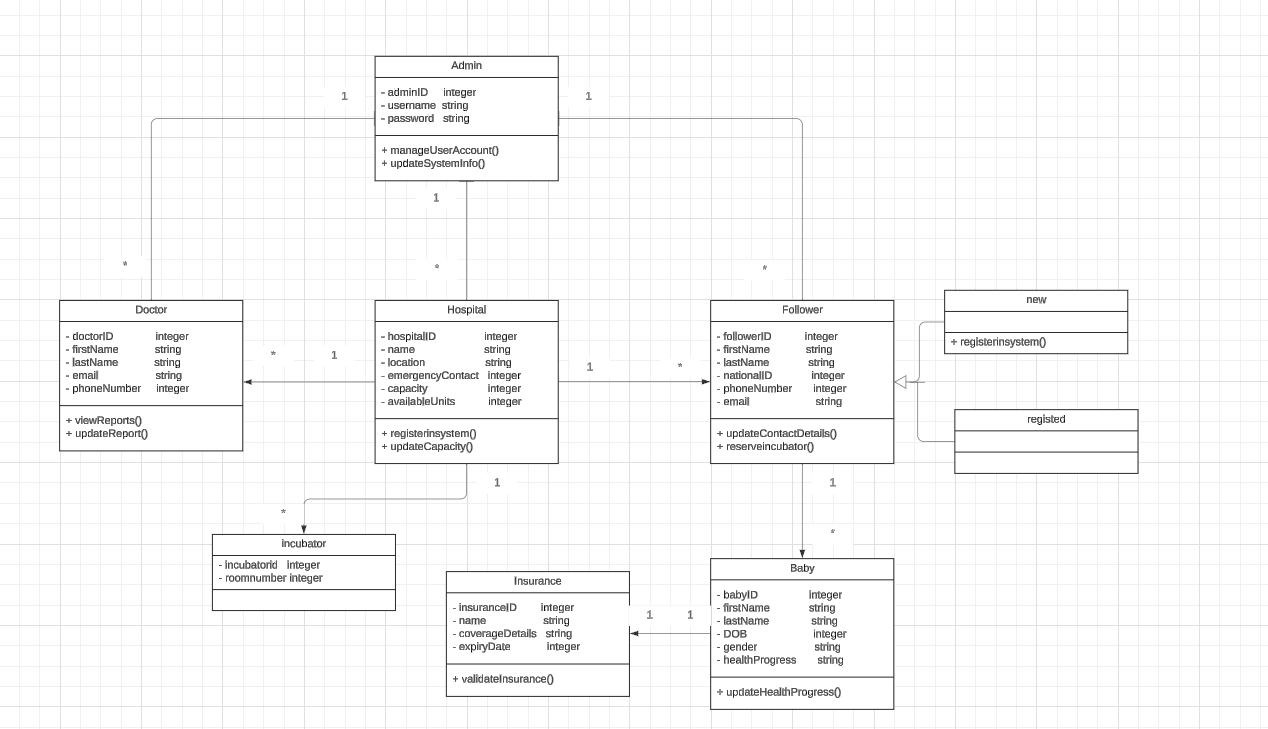 Admin
- adminID integer
- username string
- password string
+ manageUserAccount()
+ updateSystemInfo()
1
1
1
*
*
*
Doctor
- doctorID integer
- firstName string
- lastName string
- email string
- phoneNumber integer
+ viewReports()
+ updateReport()
* 1
Hospital
- hospitalID integer
- name string
- location string
- emergencyContact integer
- capacity integer
- availableUnits integer
+ registerinsystem()
+ updateCapacity()
1 *
Follower
- followerID integer
- firstName string
- lastName string
- nationalID integer
- phoneNumber integer
- email string
+ updateContactDetails()
+ reserveincubator()
new
+ registerinsystem()
registed
1
*
incubator
- incubatorId integer
- roomnumber integer
1
*
Insurance
- insuranceID integer
- name string
- coverageDetails string
- expiryDate integer
+ validateInsurance()
1 1
Baby
- babyID integer
- firstName string
- lastName string
- DOB integer
- gender string
- healthProgress string
+ updateHealthProgress()